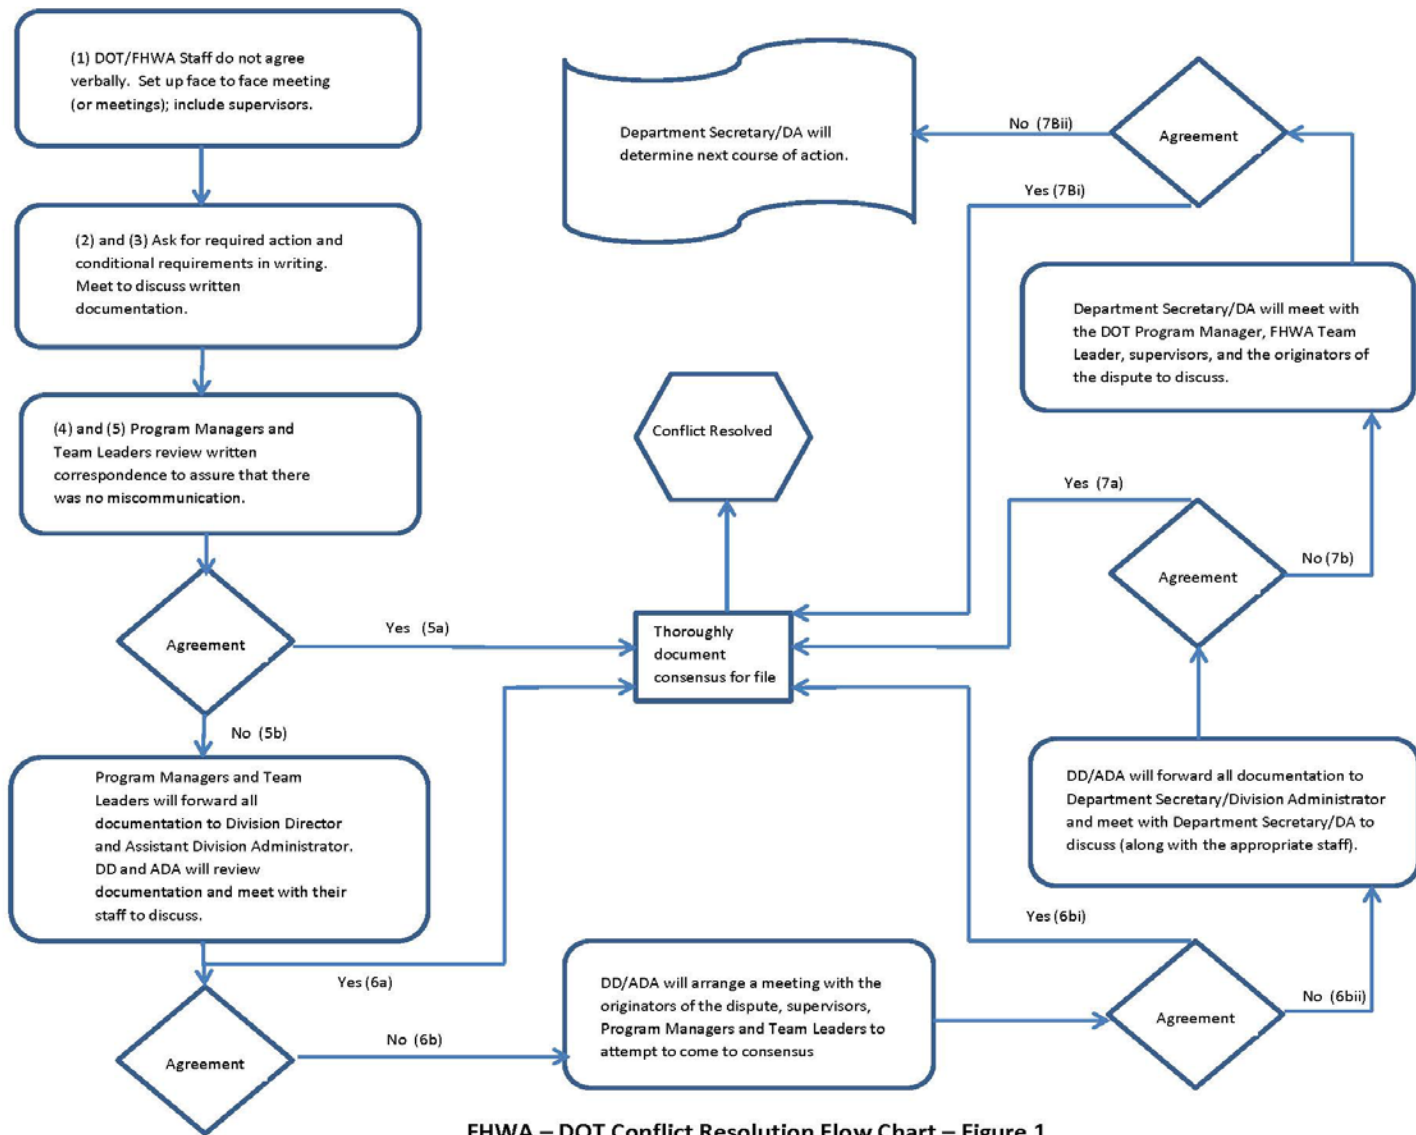 (1) DOT/FHWA Staff do not agree
verbally. Set up face to face meeting
(or meetings); include supervisors.
(2) and (3) Ask for required action and
conditional requirements in writing.
Meet to discuss written
documentation.
(4) and (5) Program Managers and
Team Leaders review written
correspondence to assure that there
was no miscommunication.
Agreement
Yes (5a)
No (5b)
Program Managers and Team
Leaders will forward all
documentation to Division Director
and Assistant Division Administrator.
DD and ADA will review
documentation and meet with their
staff to discuss.
Yes (6a)
Agreement
No (6b)
DD/ADA will arrange a meeting with the
originators of the dispute, supervisors,
Program Managers and Team Leaders to
attempt to come to consensus
Agreement
Yes (6bi)
No (6bii)
DD/ADA will forward all documentation to
Department Secretary/Division Administrator
and meet with Department Secretary/DA to
discuss (along with the appropriate staff).
Agreement
Yes (7a)
No (7b)
Department Secretary/DA will meet with
the DOT Program Manager, FHWA Team
Leader, supervisors, and the originators of
the dispute to discuss.
Agreement
Yes (7Bi)
No (7Bii)
Department Secretary/DA will
determine next course of action.
Thoroughly
document
consensus for file
Conflict Resolved
FHWA – DOT Conflict Resolution Flow Chart – Figure 1